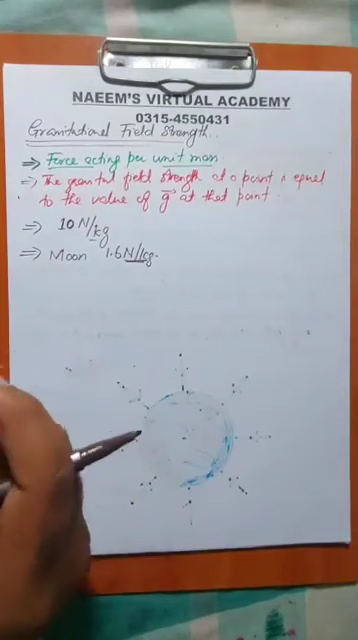 NAEEM'S VIRTUAL ACADEMY
0315-4550431
Gravitational Field Strength.
⇒ Force acting per unit mass
⇒ The gravital field strength at a point is equal
to the value of g⃗ at that point.
⇒ 10 N/kg
⇒ Moon 1.6 N/kg.